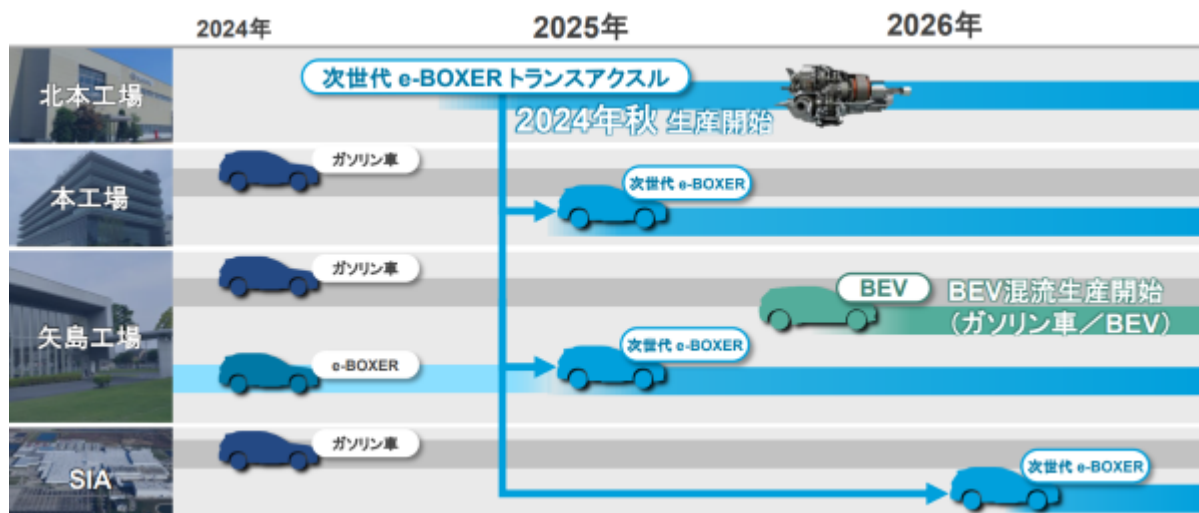 2024年
2025年
2026年
北本工場
次世代 e-BOXER トランスアクスル
2024年秋 生産開始
本工場
ガソリン車
次世代 e-BOXER
矢島工場
ガソリン車
BEV
BEV混流生産開始
(ガソリン車/BEV)
e-BOXER
次世代 e-BOXER
SIA
ガソリン車
次世代 e-BOXER